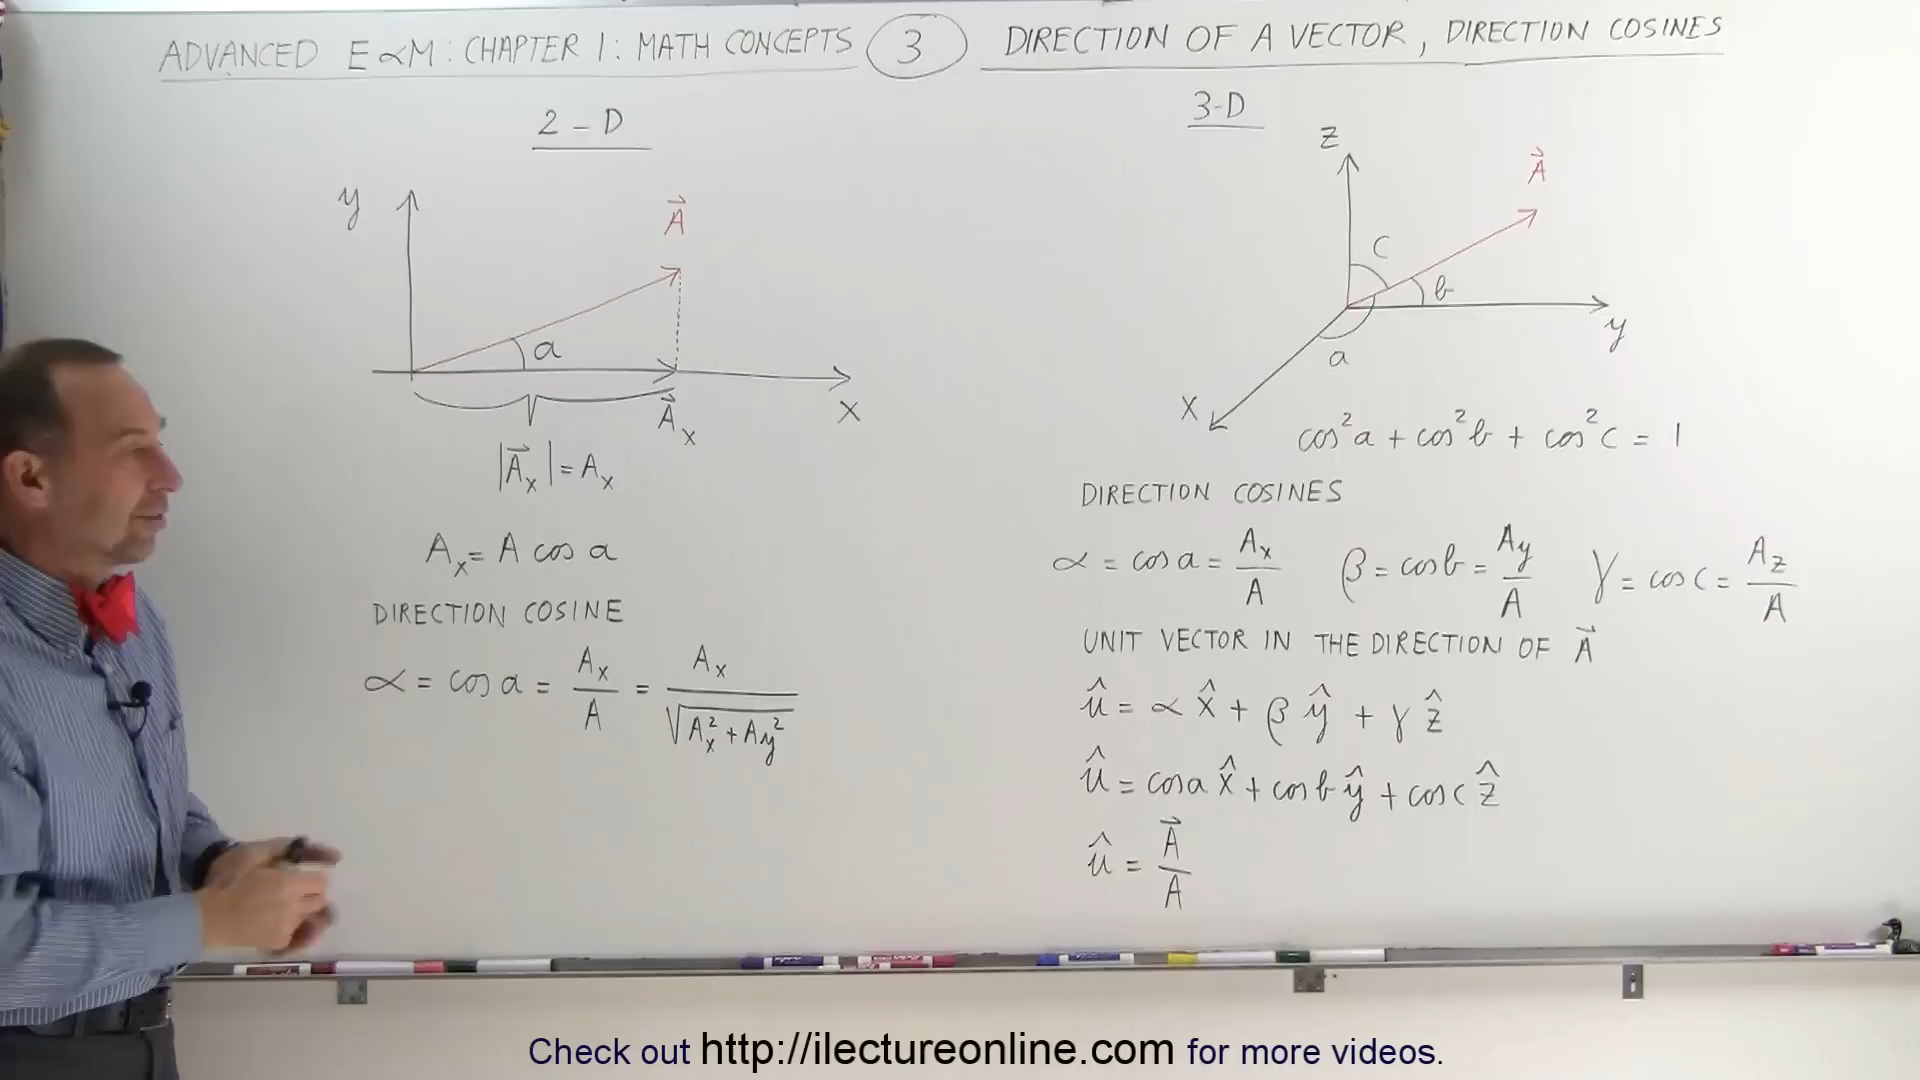 ADVANCED E&M: CHAPTER 1: MATH CONCEPTS 3 DIRECTION OF A VECTOR, DIRECTION COSINES
2-D
y
A⃗
a
A⃗ₓ
x
|A⃗ₓ| = Aₓ
Aₓ = A cos a
DIRECTION COSINE
α = cos a = Aₓ/A = Aₓ/√(Aₓ² + Ay²)
3-D
z
A⃗
c
b
y
a
x
cos²a + cos²b + cos²c = 1
DIRECTION COSINES
α = cos a = Aₓ/A β = cos b = Ay/A γ = cos c = Az/A
UNIT VECTOR IN THE DIRECTION OF A⃗
û = α x̂ + β ŷ + γ ẑ
û = cos a x̂ + cos b ŷ + cos c ẑ
û = A⃗/A
Check out http://ilectureonline.com for more videos.